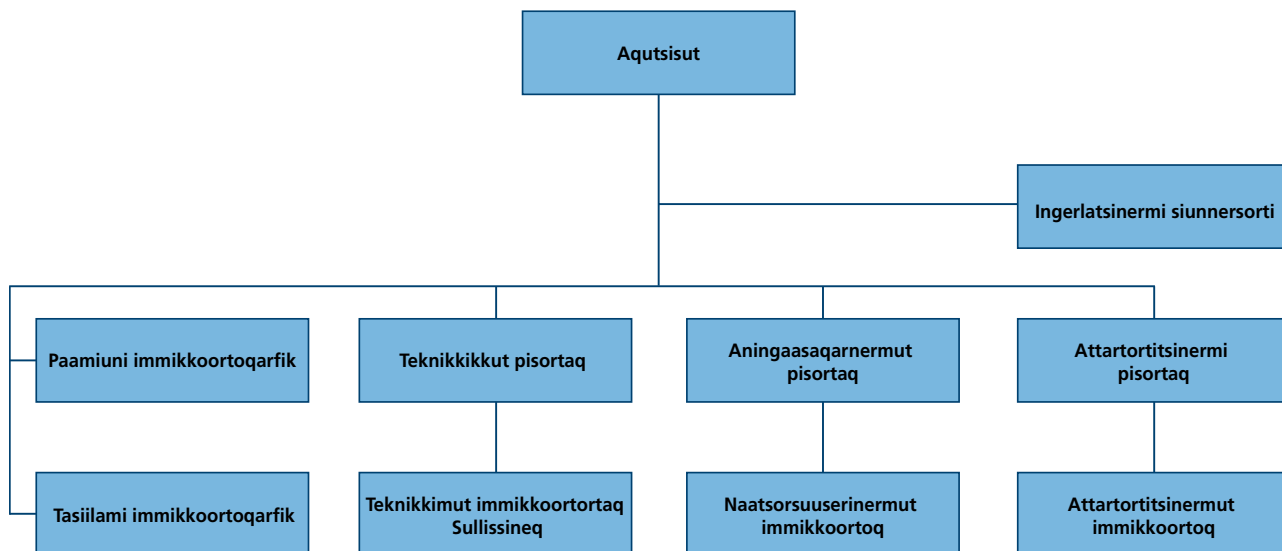 Aqutsisut
Ingerlatsinermi siunnersorti
Paamiuni immikkoortoqarfik
Teknikkikkut pisortaq
Aningaasaqarnermut
pisortaq
Attartortitsinermi
pisortaq
Tasiilami immikkoortoqarfik
Teknikkimut immikkoortortaq
Sullissineq
Naatsorsuuserinermut
immikkoortoq
Attartortitsinermut
immikkoortoq